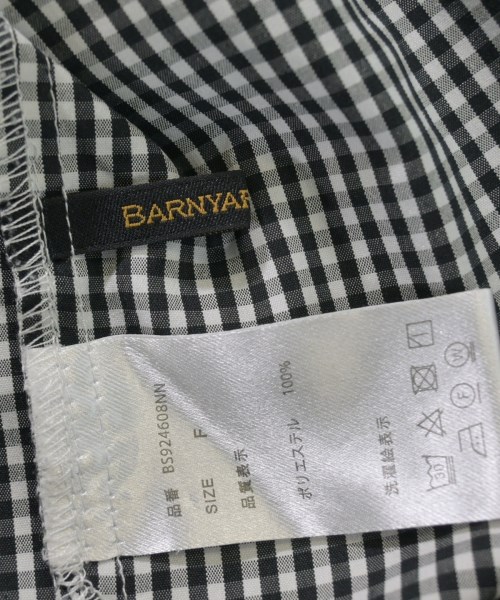 BARNYAR
品番 BS924608NN
SIZE F
品質表示
ポリエステル 100%
洗濯絵表示
30
F
W